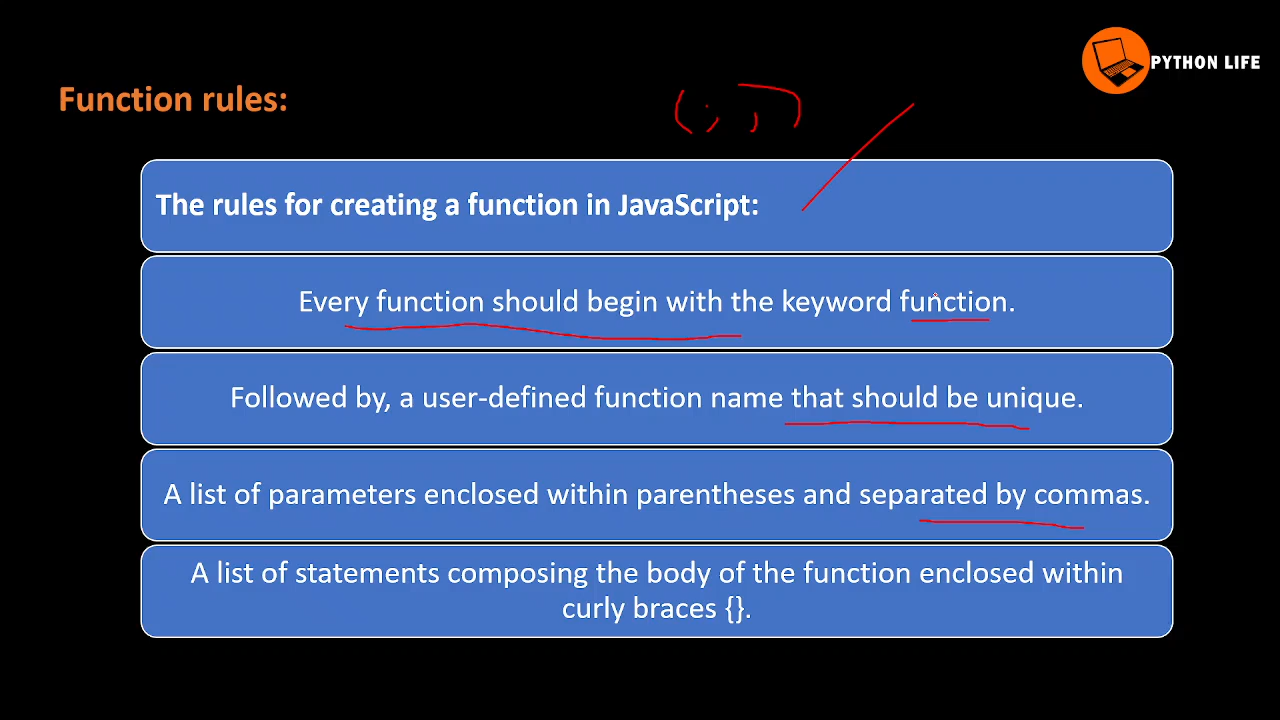 PYTHON LIFE
Function rules:
The rules for creating a function in JavaScript:
Every function should begin with the keyword function.
Followed by, a user-defined function name that should be unique.
A list of parameters enclosed within parentheses and separated by commas.
A list of statements composing the body of the function enclosed within
curly braces {}.